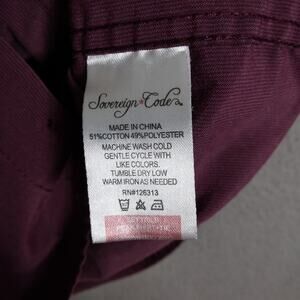 Sovereign Code
MADE IN CHINA
51%COTTON 49%POLYESTER
MACHINE WASH COLD
GENTLE CYCLE WITH
LIKE COLORS.
TUMBLE DRY LOW
WARM IRON AS NEEDED
RN#126313